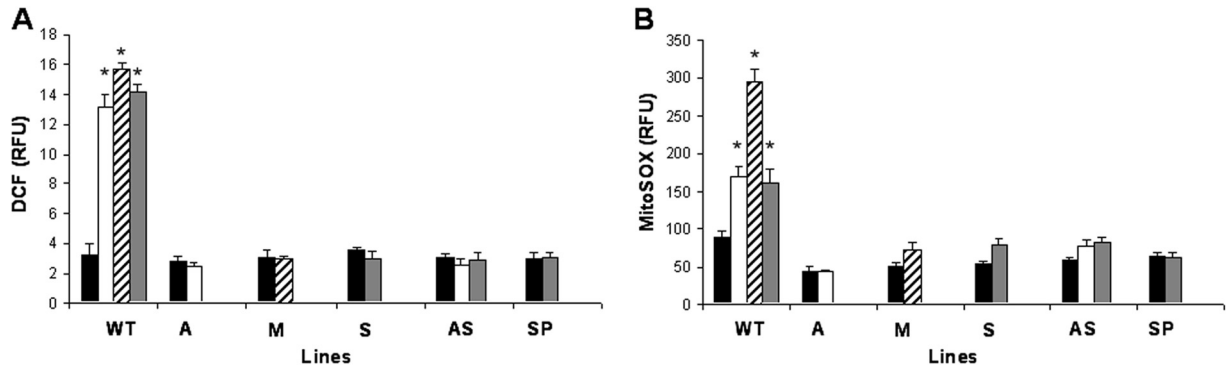 A
DCF (RFU)
18
16
14
12
10
8
6
4
2
0
* * *
WT A M S AS SP
Lines
B
MitoSOX (RFU)
350
300
250
200
150
100
50
0
* * *
WT A M S AS SP
Lines